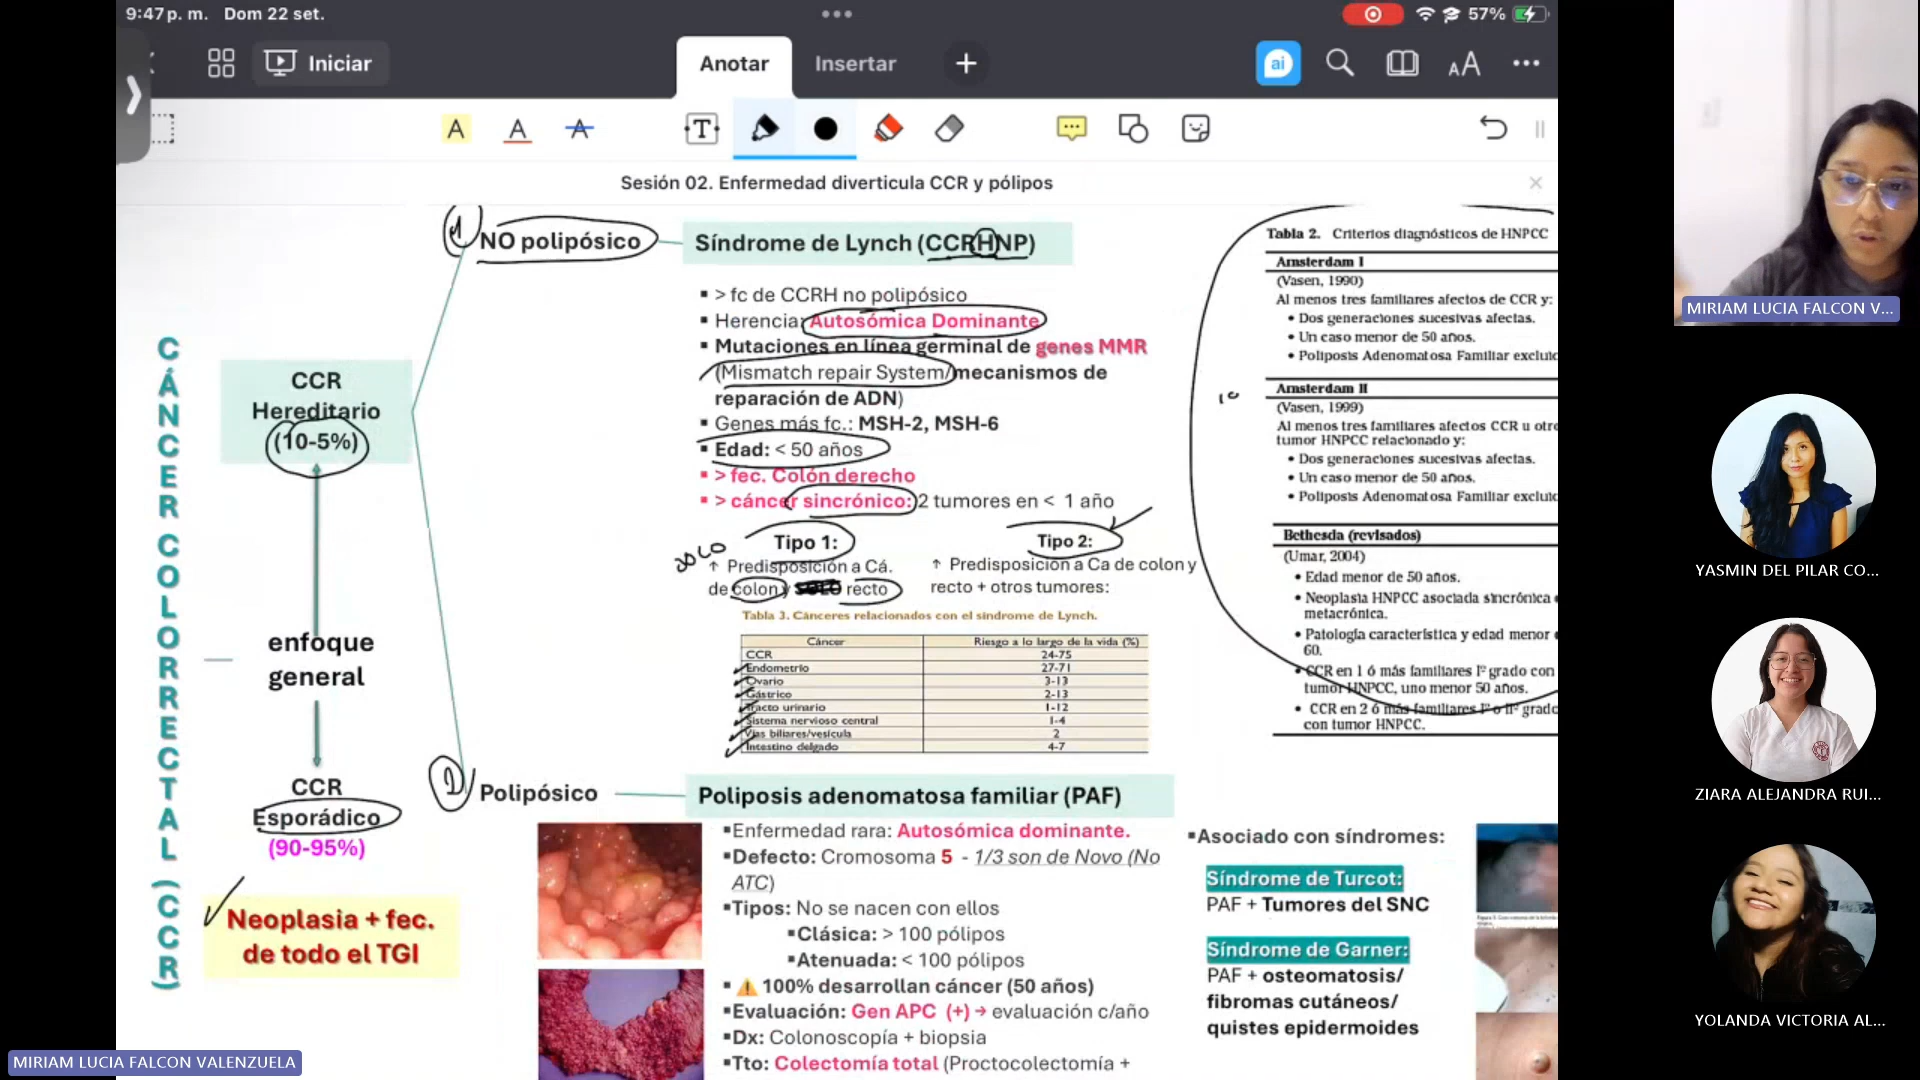 9:47 p. m. Dom 22 set.
57%
Iniciar
Anotar
Insertar
ai
Sesión 02. Enfermedad diverticula CCR y pólipos
CÁNCER COLORRECTAL (CCR)
CCR
Hereditario
(10-5%)
enfoque
general
CCR
Esporádico
(90-95%)
Neoplasia + fec.
de todo el TGI
NO polipósico
Síndrome de Lynch (CCRHNP)
> fc de CCRH no polipósico
Herencia: Autosómica Dominante
Mutaciones en línea germinal de genes MMR
(Mismatch repair System/mecanismos de
reparación de ADN)
Genes más fc.: MSH-2, MSH-6
Edad: < 50 años
> fec. Colón derecho
> cáncer sincrónico: 2 tumores en < 1 año
Tipo 1:
solo
↑ Predisposición a Cá.
de colon y SOLO recto
Tipo 2:
↑ Predisposición a Ca de colon y
recto + otros tumores:
Tabla 3. Cánceres relacionados con el síndrome de Lynch.
Cáncer Riesgo a lo largo de la vida (%)
CCR 24-75
Endometrio 27-71
Ovario 3-13
Gástrico 2-13
Tracto urinario 1-12
Sistema nervioso central 1-4
Vías biliares/vesícula 2
Intestino delgado 4-7
Tabla 2. Criterios diagnósticos de HNPCC
Amsterdam I
(Vasen, 1990)
Al menos tres familiares afectos de CCR y:
• Dos generaciones sucesivas afectas.
• Un caso menor de 50 años.
• Poliposis Adenomatosa Familiar excluid
Amsterdam II
(Vasen, 1999)
Al menos tres familiares afectos CCR u otro
tumor HNPCC relacionado y:
• Dos generaciones sucesivas afectas.
• Un caso menor de 50 años.
• Poliposis Adenomatosa Familiar excluid
Bethesda (revisados)
(Umar, 2004)
• Edad menor de 50 años.
• Neoplasia HNPCC asociada sincrónica
metacrónica.
• Patología característica y edad menor
60.
• CCR en 1 ó más familiares Iº grado con
tumor HNPCC, uno menor 50 años.
• CCR en 2 ó más familiares Iº o IIº grado
con tumor HNPCC.
Polipósico
Poliposis adenomatosa familiar (PAF)
Enfermedad rara: Autosómica dominante.
Defecto: Cromosoma 5 - 1/3 son de Novo (No
ATC)
Tipos: No se nacen con ellos
Clásica: > 100 pólipos
Atenuada: < 100 pólipos
100% desarrollan cáncer (50 años)
Evaluación: Gen APC (+) → evaluación c/año
Dx: Colonoscopía + biopsia
Tto: Colectomía total (Proctocolectomía +
Asociado con síndromes:
Síndrome de Turcot:
PAF + Tumores del SNC
Síndrome de Garner:
PAF + osteomatosis/
fibromas cutáneos/
quistes epidermoides
MIRIAM LUCIA FALCON V...
YASMIN DEL PILAR CO...
ZIARA ALEJANDRA RUI...
YOLANDA VICTORIA AL...
MIRIAM LUCIA FALCON VALENZUELA